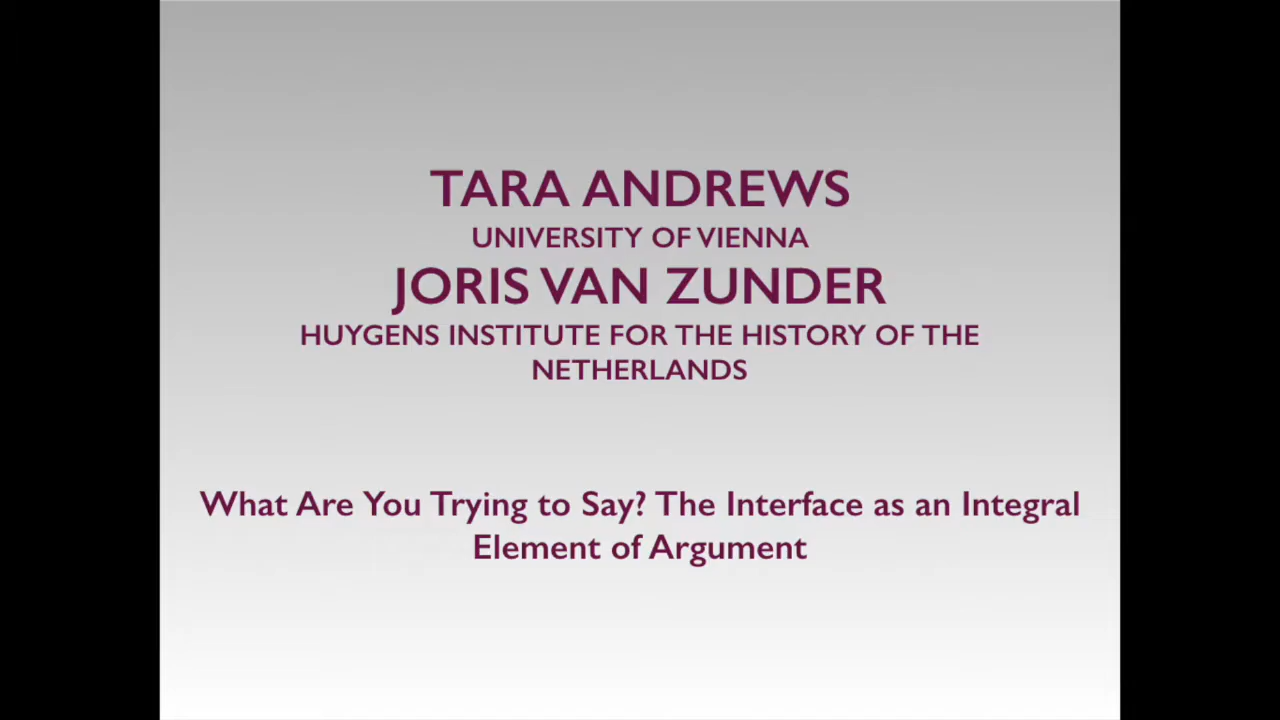 TARA ANDREWS
UNIVERSITY OF VIENNA
JORIS VAN ZUNDER
HUYGENS INSTITUTE FOR THE HISTORY OF THE
NETHERLANDS
What Are You Trying to Say? The Interface as an Integral
Element of Argument